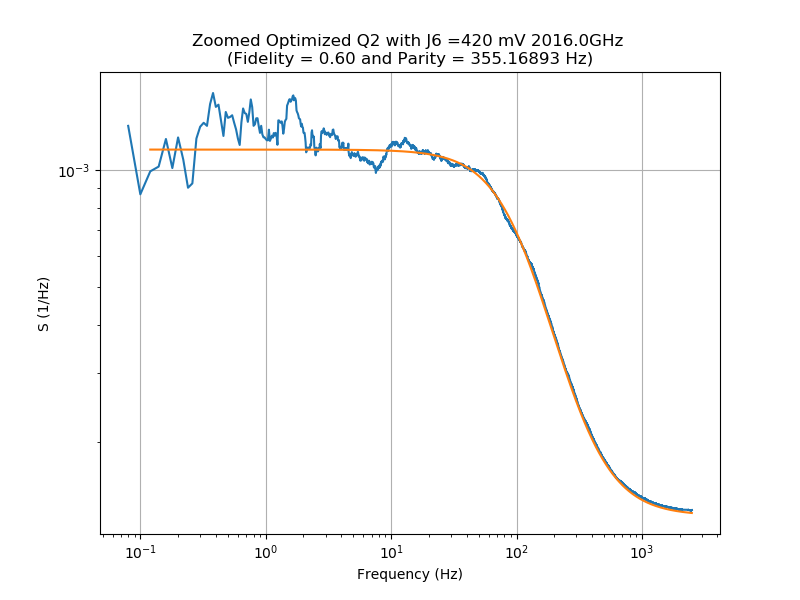 Zoomed Optimized Q2 with J6 =420 mV 2016.0GHz
(Fidelity = 0.60 and Parity = 355.16893 Hz)
S (1/Hz)
10⁻³
10⁻¹ 10⁰ 10¹ 10² 10³
Frequency (Hz)